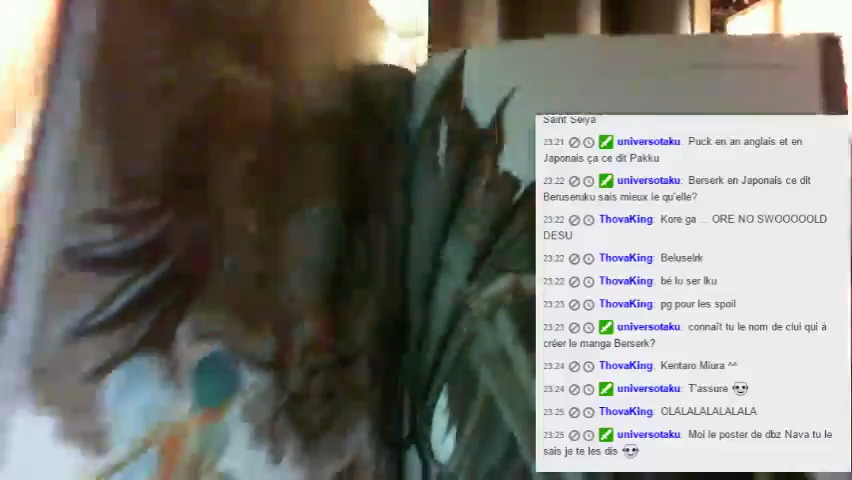 Saint Seiya
23:21 universotaku: Puck en an anglais et en
Japonais ça ce dit Pakku
23:22 universotaku: Berserk en Japonais ce dit
Beruseruku sais mieux le qu'elle?
23:22 ThovaKing: Kore ga ... ORE NO SWOOOOOLD
DESU
23:22 ThovaKing: Beluselrk
23:22 ThovaKing: bé lu ser lku
23:23 ThovaKing: pg pour les spoil
23:23 universotaku: connaît tu le nom de clui qui à
créer le manga Berserk?
23:24 ThovaKing: Kentaro Miura ^^
23:24 universotaku: T'assure
23:25 ThovaKing: OLALALALALALALA
23:25 universotaku: Moi le poster de dbz Nava tu le
sais je te les dis